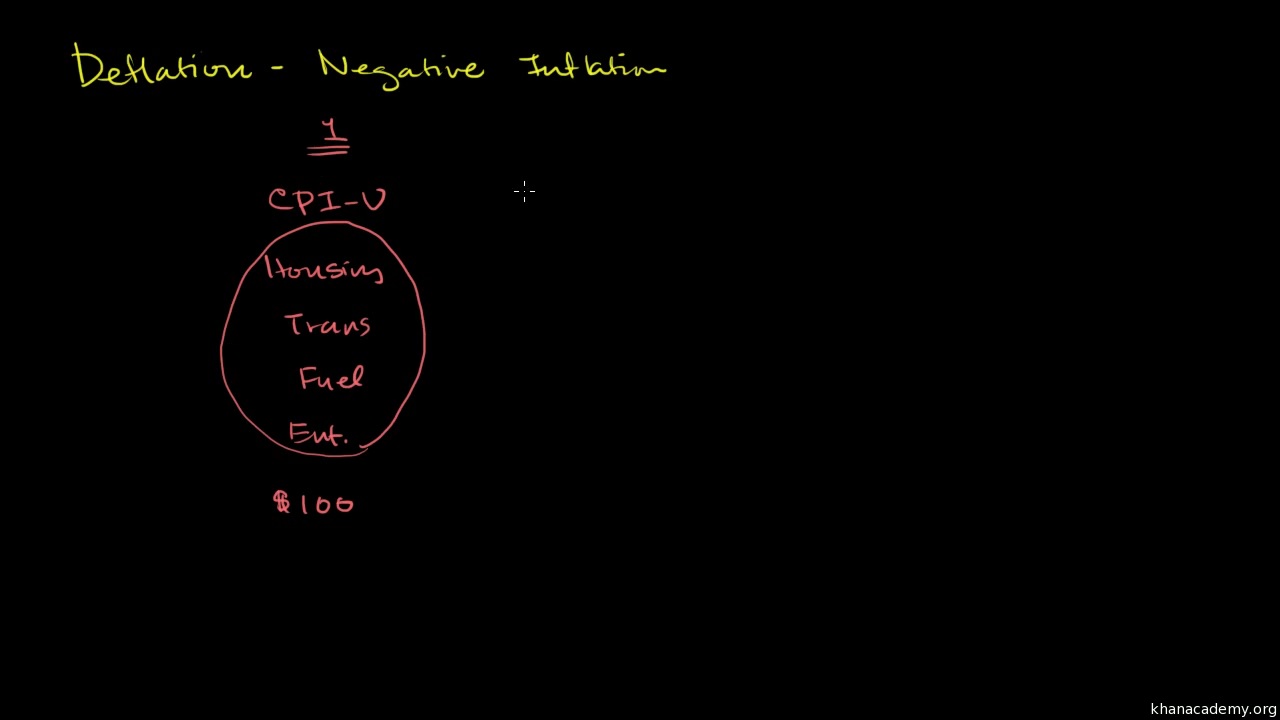 Deflation - Negative Inflation
1
CPI-U
Housing
Trans
Fuel
Ent.
$100
khanacademy.org